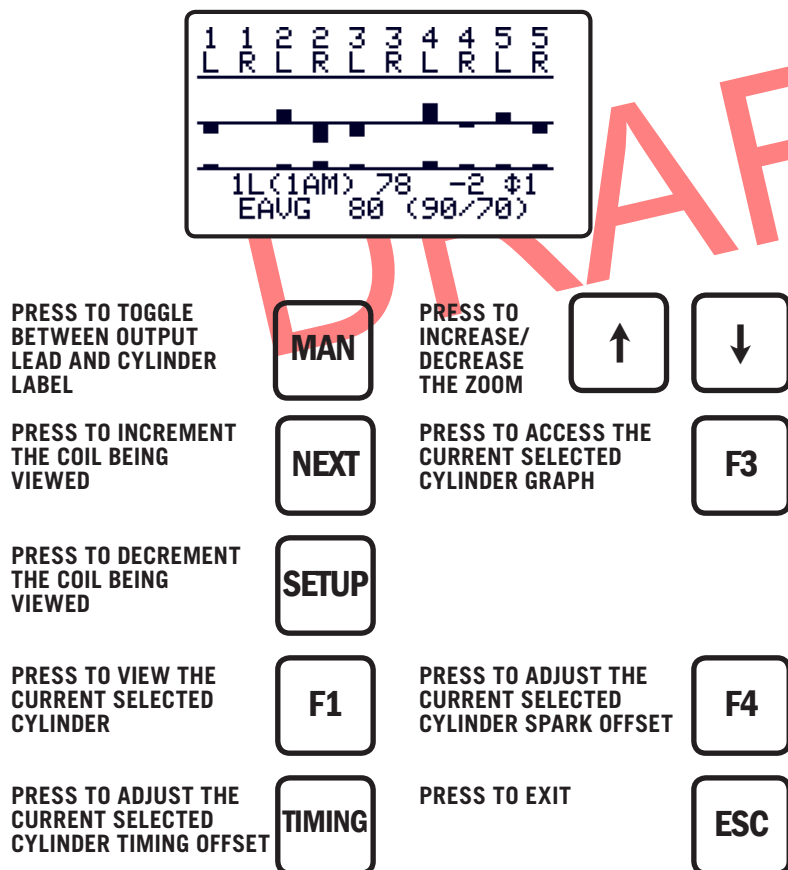 1 1 2 2 3 3 4 4 5 5
L R L R L R L R L R
1L(1AM) 78 -2 ⇕1
EAVG 80 (90/70)
DRAF
PRESS TO TOGGLE
BETWEEN OUTPUT
LEAD AND CYLINDER
LABEL
MAN
PRESS TO
INCREASE/
DECREASE
THE ZOOM
↑ ↓
PRESS TO INCREMENT
THE COIL BEING
VIEWED
NEXT
PRESS TO ACCESS THE
CURRENT SELECTED
CYLINDER GRAPH
F3
PRESS TO DECREMENT
THE COIL BEING
VIEWED
SETUP
PRESS TO VIEW THE
CURRENT SELECTED
CYLINDER
F1
PRESS TO ADJUST THE
CURRENT SELECTED
CYLINDER SPARK OFFSET
F4
PRESS TO ADJUST THE
CURRENT SELECTED
CYLINDER TIMING OFFSET
TIMING
PRESS TO EXIT
ESC